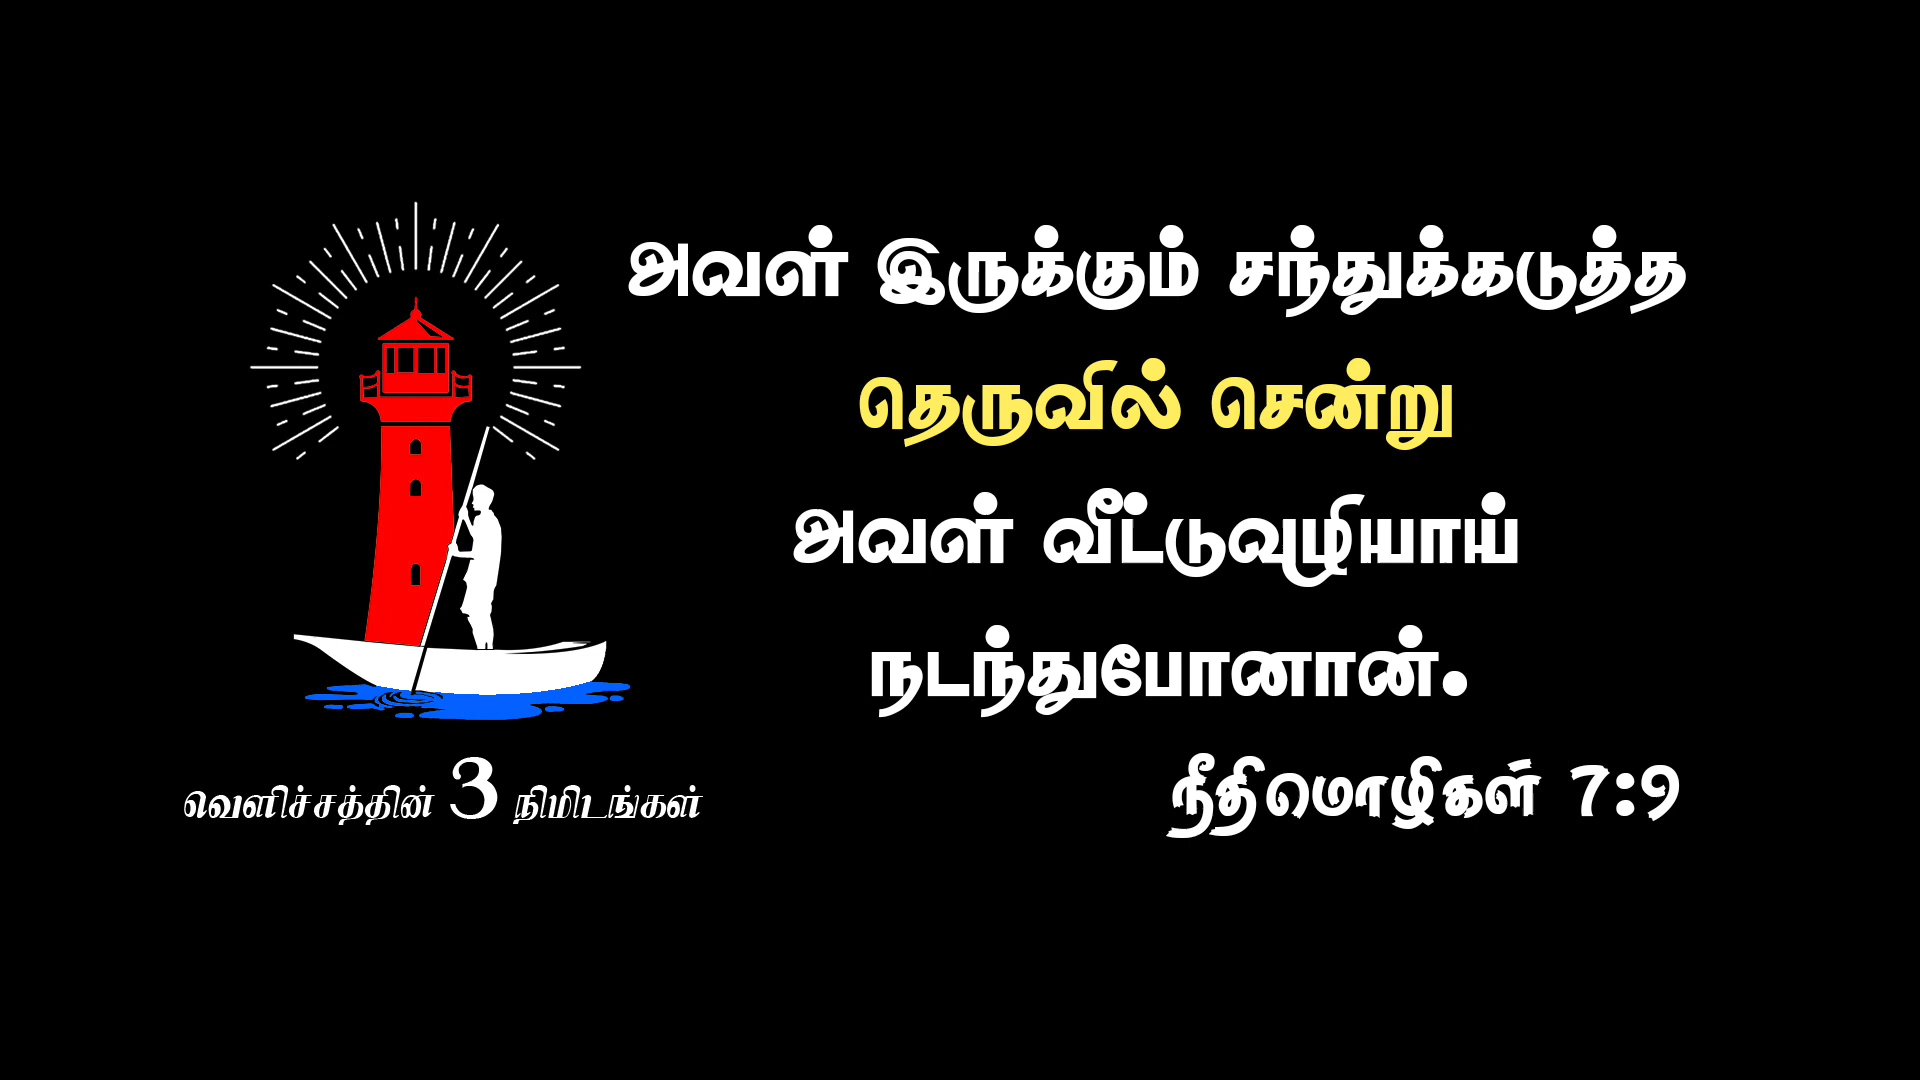 அவள் இருக்கும் சந்துக்கடுத்த
தெருவில் சென்று
அவள் வீட்டுவழியாய்
நடந்துபோனான்.
நீதிமொழிகள் 7:9
வெளிச்சத்தின் 3 நிமிடங்கள்